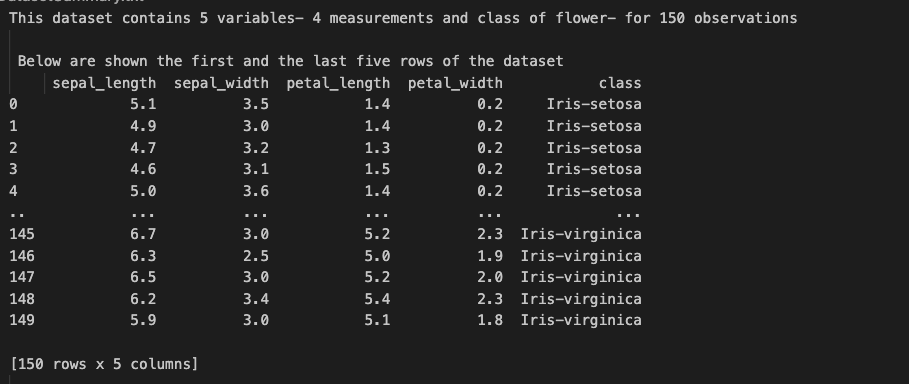 This dataset contains 5 variables- 4 measurements and class of flower- for 150 observations
Below are shown the first and the last five rows of the dataset
sepal_length sepal_width petal_length petal_width class
0 5.1 3.5 1.4 0.2 Iris-setosa
1 4.9 3.0 1.4 0.2 Iris-setosa
2 4.7 3.2 1.3 0.2 Iris-setosa
3 4.6 3.1 1.5 0.2 Iris-setosa
4 5.0 3.6 1.4 0.2 Iris-setosa
.. ... ... ... ... ...
145 6.7 3.0 5.2 2.3 Iris-virginica
146 6.3 2.5 5.0 1.9 Iris-virginica
147 6.5 3.0 5.2 2.0 Iris-virginica
148 6.2 3.4 5.4 2.3 Iris-virginica
149 5.9 3.0 5.1 1.8 Iris-virginica
[150 rows x 5 columns]